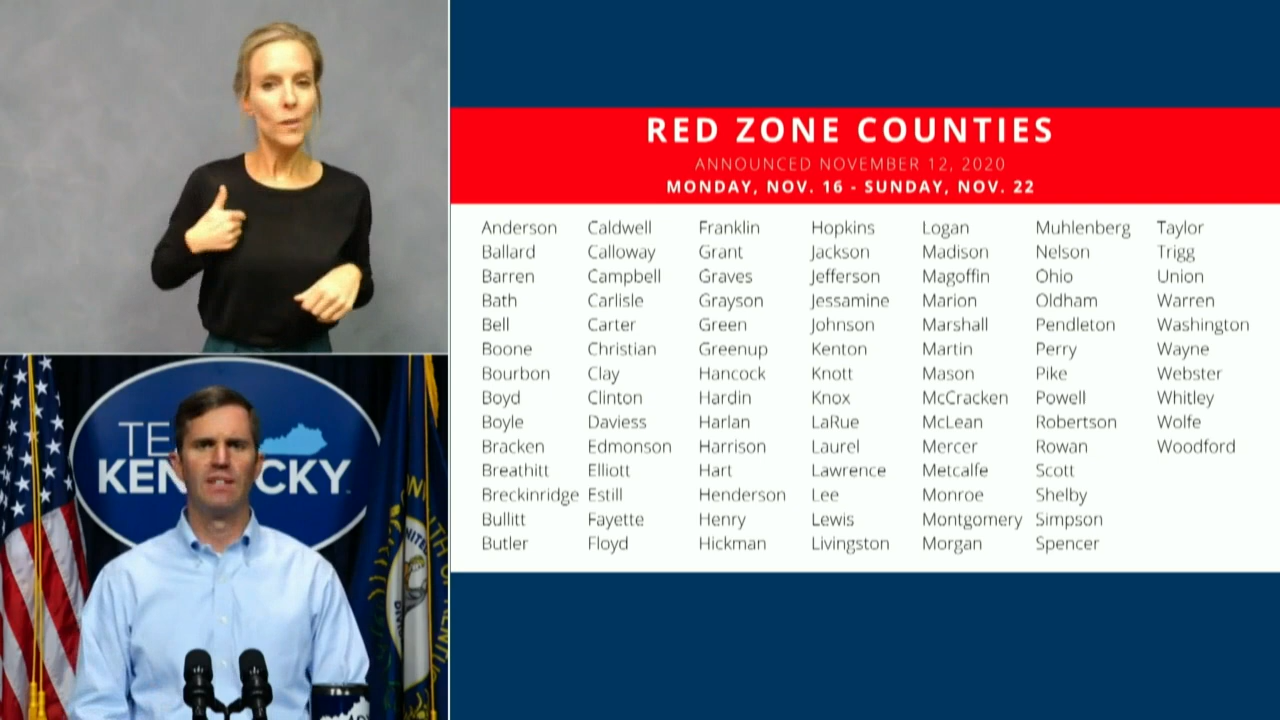 RED ZONE COUNTIES
ANNOUNCED NOVEMBER 12, 2020
MONDAY, NOV. 16 - SUNDAY, NOV. 22
Anderson Caldwell Franklin Hopkins Logan Muhlenberg Taylor
Ballard Calloway Grant Jackson Madison Nelson Trigg
Barren Campbell Graves Jefferson Magoffin Ohio Union
Bath Carlisle Grayson Jessamine Marion Oldham Warren
Bell Carter Green Johnson Marshall Pendleton Washington
Boone Christian Greenup Kenton Martin Perry Wayne
Bourbon Clay Hancock Knott Mason Pike Webster
Boyd Clinton Hardin Knox McCracken Powell Whitley
Boyle Daviess Harlan LaRue McLean Robertson Wolfe
Bracken Edmonson Harrison Laurel Mercer Rowan Woodford
Breathitt Elliott Hart Lawrence Metcalfe Scott
Breckinridge Estill Henderson Lee Monroe Shelby
Bullitt Fayette Henry Lewis Montgomery Simpson
Butler Floyd Hickman Livingston Morgan Spencer
TE
KEN CKY